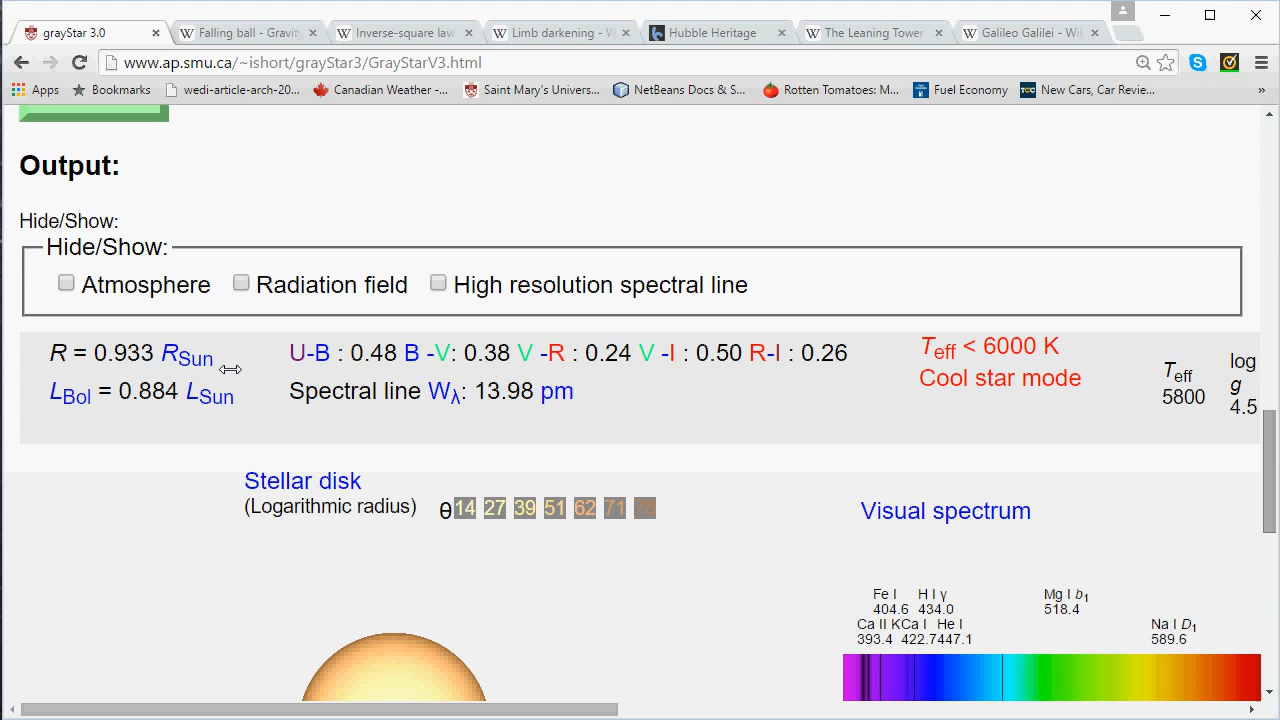 grayStar 3.0
Falling ball - Gravity
Inverse-square law
Limb darkening - W
Hubble Heritage
The Leaning Tower
Galileo Galilei - Wik
www.ap.smu.ca/~ishort/grayStar3/GrayStarV3.html
Apps Bookmarks vedi-article-arch-20... Canadian Weather -... Saint Mary's Univers... NetBeans Docs & S... Rotten Tomatoes: M... Fuel Economy New Cars, Car Revie... »
Output:
Hide/Show:
Hide/Show:
Atmosphere Radiation field High resolution spectral line
R = 0.933 RSun U-B : 0.48 B -V: 0.38 V -R : 0.24 V -I : 0.50 R-I : 0.26
LBol = 0.884 LSun Spectral line Wλ: 13.98 pm
Teff < 6000 K
Cool star mode
Teff
5800
log
g
4.5
Stellar disk
(Logarithmic radius) θ 14 27 39 51 62 71 78
Visual spectrum
Fe I H I γ Mg I b1
404.6 434.0 518.4
Ca II K Ca I He I Na I D1
393.4 422.7 447.1 589.6